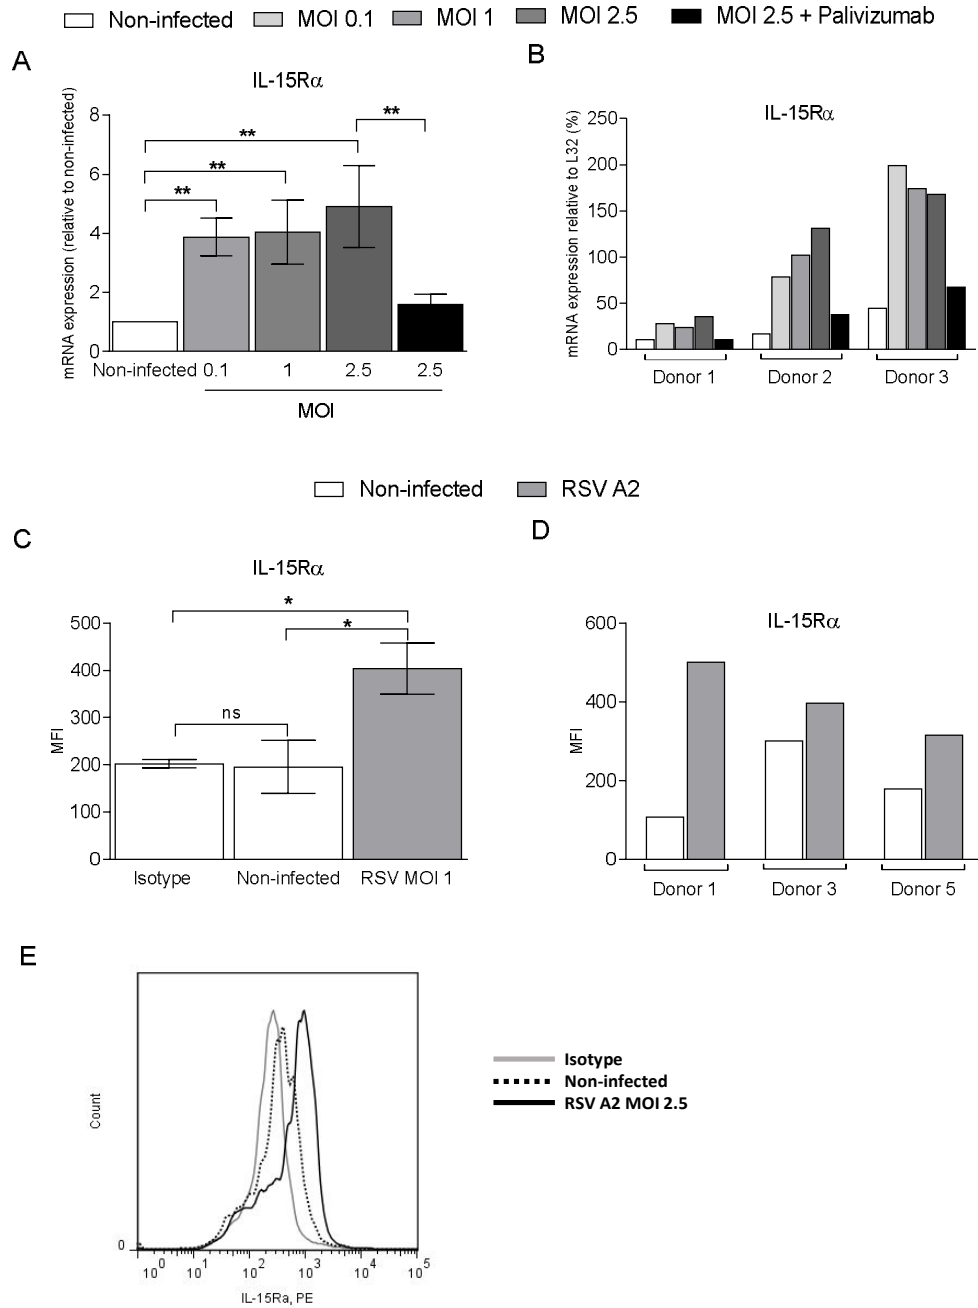 Non-infected MOI 0.1 MOI 1 MOI 2.5 MOI 2.5 + Palivizumab
A
IL-15Rα
mRNA expression (relative to non-infected)
8
6
4
2
0
**
**
**
**
Non-infected 0.1 1 2.5 2.5
MOI
B
IL-15Rα
mRNA expression relative to L32 (%)
250
200
150
100
50
0
Donor 1 Donor 2 Donor 3
Non-infected RSV A2
C
IL-15Rα
MFI
500
400
300
200
100
0
*
*
ns
Isotype Non-infected RSV MOI 1
D
IL-15Rα
MFI
600
400
200
0
Donor 1 Donor 3 Donor 5
E
Count
0
10^0 10^1 10^2 10^3 10^4 10^5
IL-15Ra, PE
Isotype
Non-infected
RSV A2 MOI 2.5